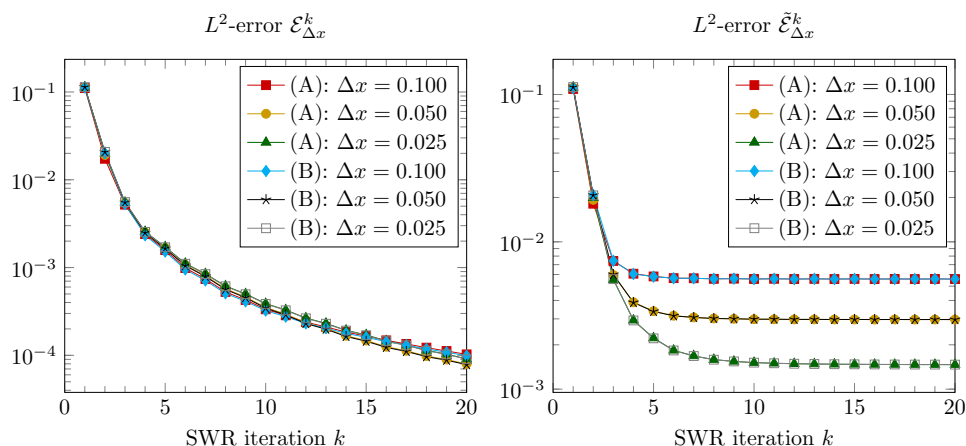 L²-error 𝓔ᵏ_Δx
10⁻¹
10⁻²
10⁻³
10⁻⁴
0 5 10 15 20
SWR iteration k
(A): Δx = 0.100
(A): Δx = 0.050
(A): Δx = 0.025
(B): Δx = 0.100
(B): Δx = 0.050
(B): Δx = 0.025
L²-error 𝓔̃ᵏ_Δx
10⁻¹
10⁻²
10⁻³
0 5 10 15 20
SWR iteration k
(A): Δx = 0.100
(A): Δx = 0.050
(A): Δx = 0.025
(B): Δx = 0.100
(B): Δx = 0.050
(B): Δx = 0.025